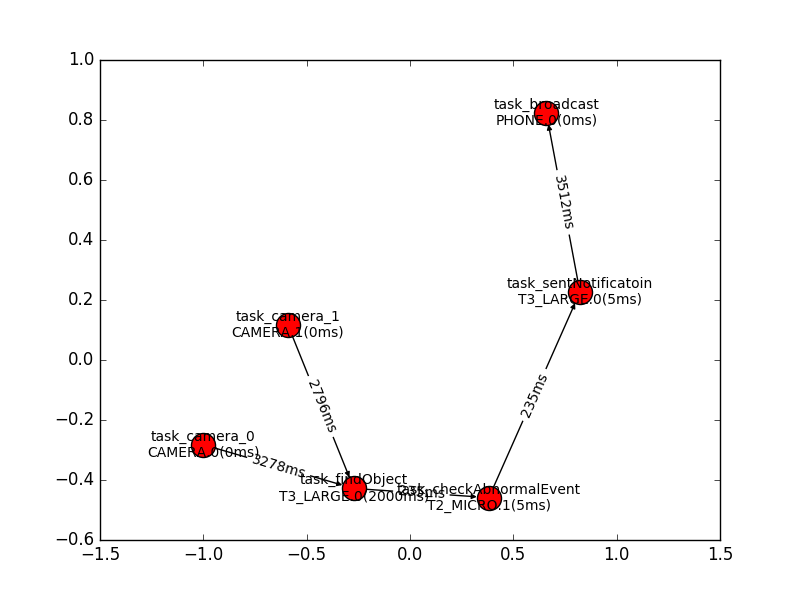 1.0
0.8
0.6
0.4
0.2
0.0
−0.2
−0.4
−0.6
−1.5
−1.0
−0.5
0.0
0.5
1.0
1.5
task_broadcast
PHONE.0(0ms)
3512ms
task_sentNotificatoin
T3_LARGE.0(5ms)
235ms
task_camera_1
CAMERA.1(0ms)
2796ms
task_camera_0
CAMERA.0(0ms)
3278ms
task_findObject
T3_LARGE.0(2000ms)
task_checkAbnormalEvent
T2_MICRO.1(5ms)